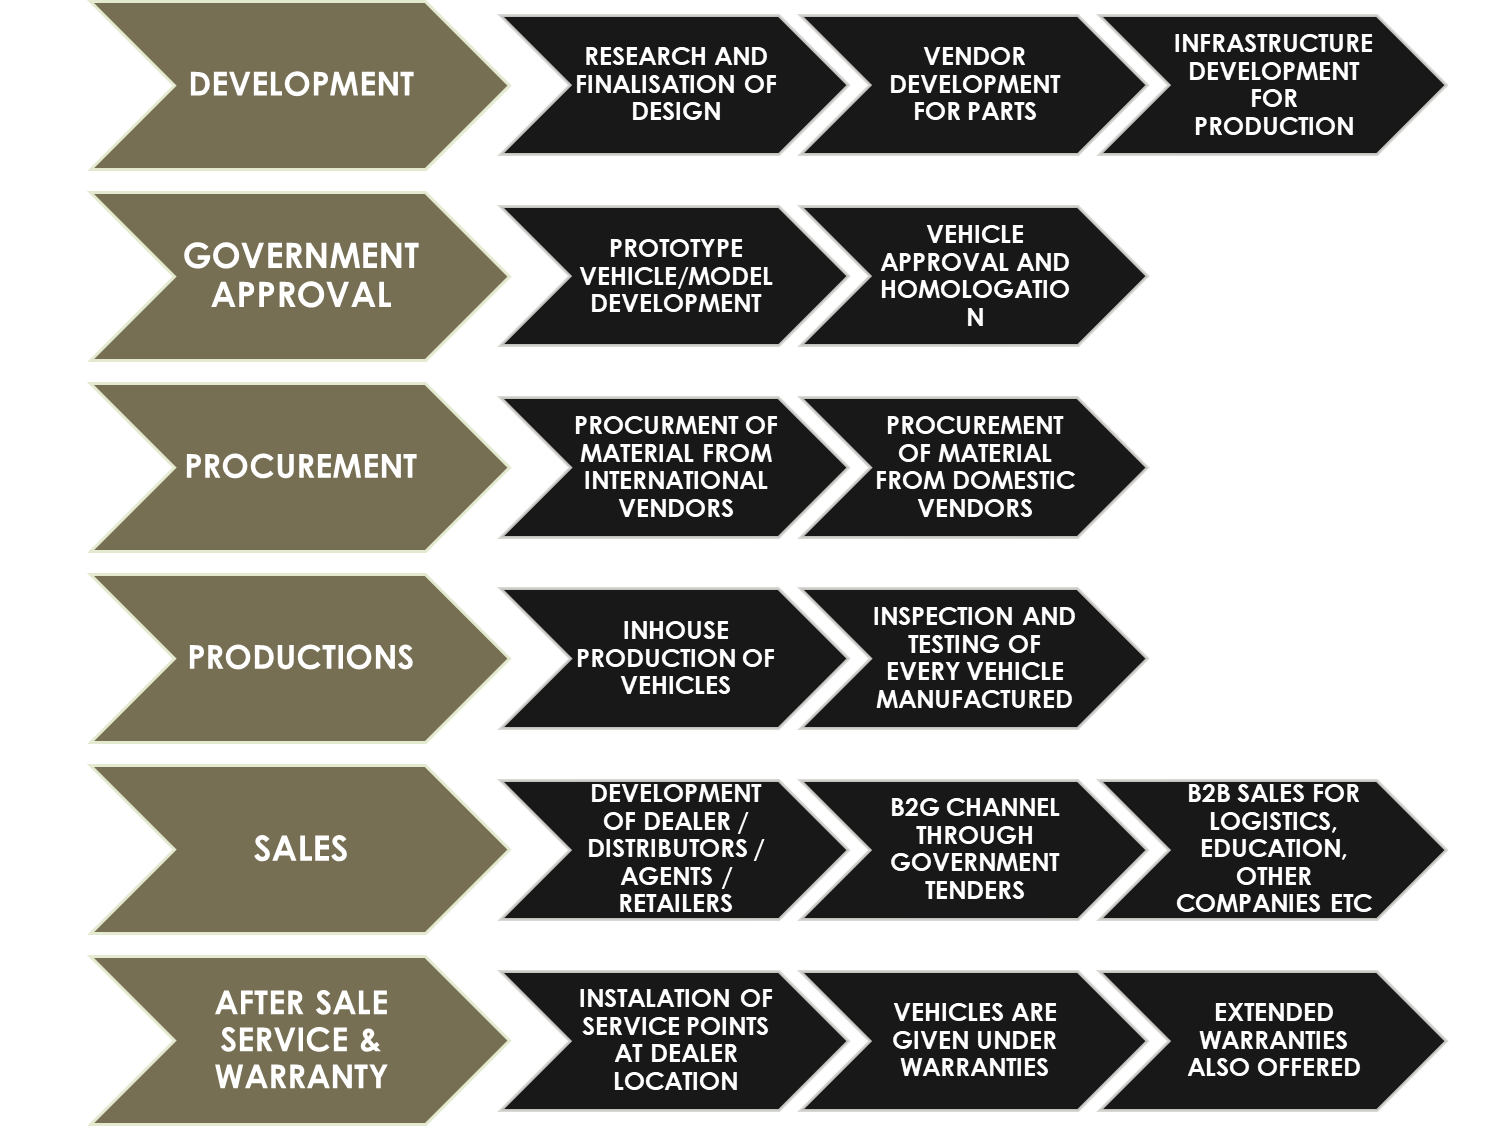 DEVELOPMENT
RESEARCH AND
FINALISATION OF
DESIGN
VENDOR
DEVELOPMENT
FOR PARTS
INFRASTRUCTURE
DEVELOPMENT
FOR
PRODUCTION
GOVERNMENT
APPROVAL
PROTOTYPE
VEHICLE/MODEL
DEVELOPMENT
VEHICLE
APPROVAL AND
HOMOLOGATIO
N
PROCUREMENT
PROCURMENT OF
MATERIAL FROM
INTERNATIONAL
VENDORS
PROCUREMENT
OF MATERIAL
FROM DOMESTIC
VENDORS
PRODUCTIONS
INHOUSE
PRODUCTION OF
VEHICLES
INSPECTION AND
TESTING OF
EVERY VEHICLE
MANUFACTURED
SALES
DEVELOPMENT
OF DEALER /
DISTRIBUTORS /
AGENTS /
RETAILERS
B2G CHANNEL
THROUGH
GOVERNMENT
TENDERS
B2B SALES FOR
LOGISTICS,
EDUCATION,
OTHER
COMPANIES ETC
AFTER SALE
SERVICE &
WARRANTY
INSTALATION OF
SERVICE POINTS
AT DEALER
LOCATION
VEHICLES ARE
GIVEN UNDER
WARRANTIES
EXTENDED
WARRANTIES
ALSO OFFERED